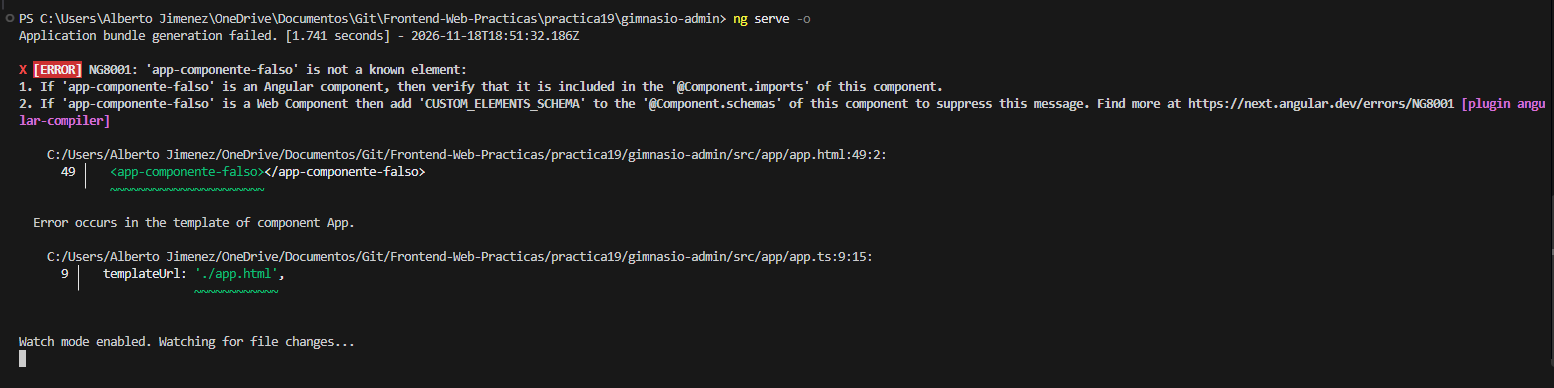 PS C:\Users\Alberto Jimenez\OneDrive\Documentos\Git\Frontend-Web-Practicas\practica19\gimnasio-admin> ng serve -o
Application bundle generation failed. [1.741 seconds] - 2026-11-18T18:51:32.186Z
X [ERROR] NG8001: 'app-componente-falso' is not a known element:
1. If 'app-componente-falso' is an Angular component, then verify that it is included in the '@Component.imports' of this component.
2. If 'app-componente-falso' is a Web Component then add 'CUSTOM_ELEMENTS_SCHEMA' to the '@Component.schemas' of this component to suppress this message. Find more at https://next.angular.dev/errors/NG8001 [plugin angu
lar-compiler]
C:/Users/Alberto Jimenez/OneDrive/Documentos/Git/Frontend-Web-Practicas/practica19/gimnasio-admin/src/app/app.html:49:2:
49 │ <app-componente-falso></app-componente-falso>
~~~~~~~~~~~~~~~~~~~~~~
Error occurs in the template of component App.
C:/Users/Alberto Jimenez/OneDrive/Documentos/Git/Frontend-Web-Practicas/practica19/gimnasio-admin/src/app/app.ts:9:15:
9 │ templateUrl: './app.html',
~~~~~~~~~~~~
Watch mode enabled. Watching for file changes...